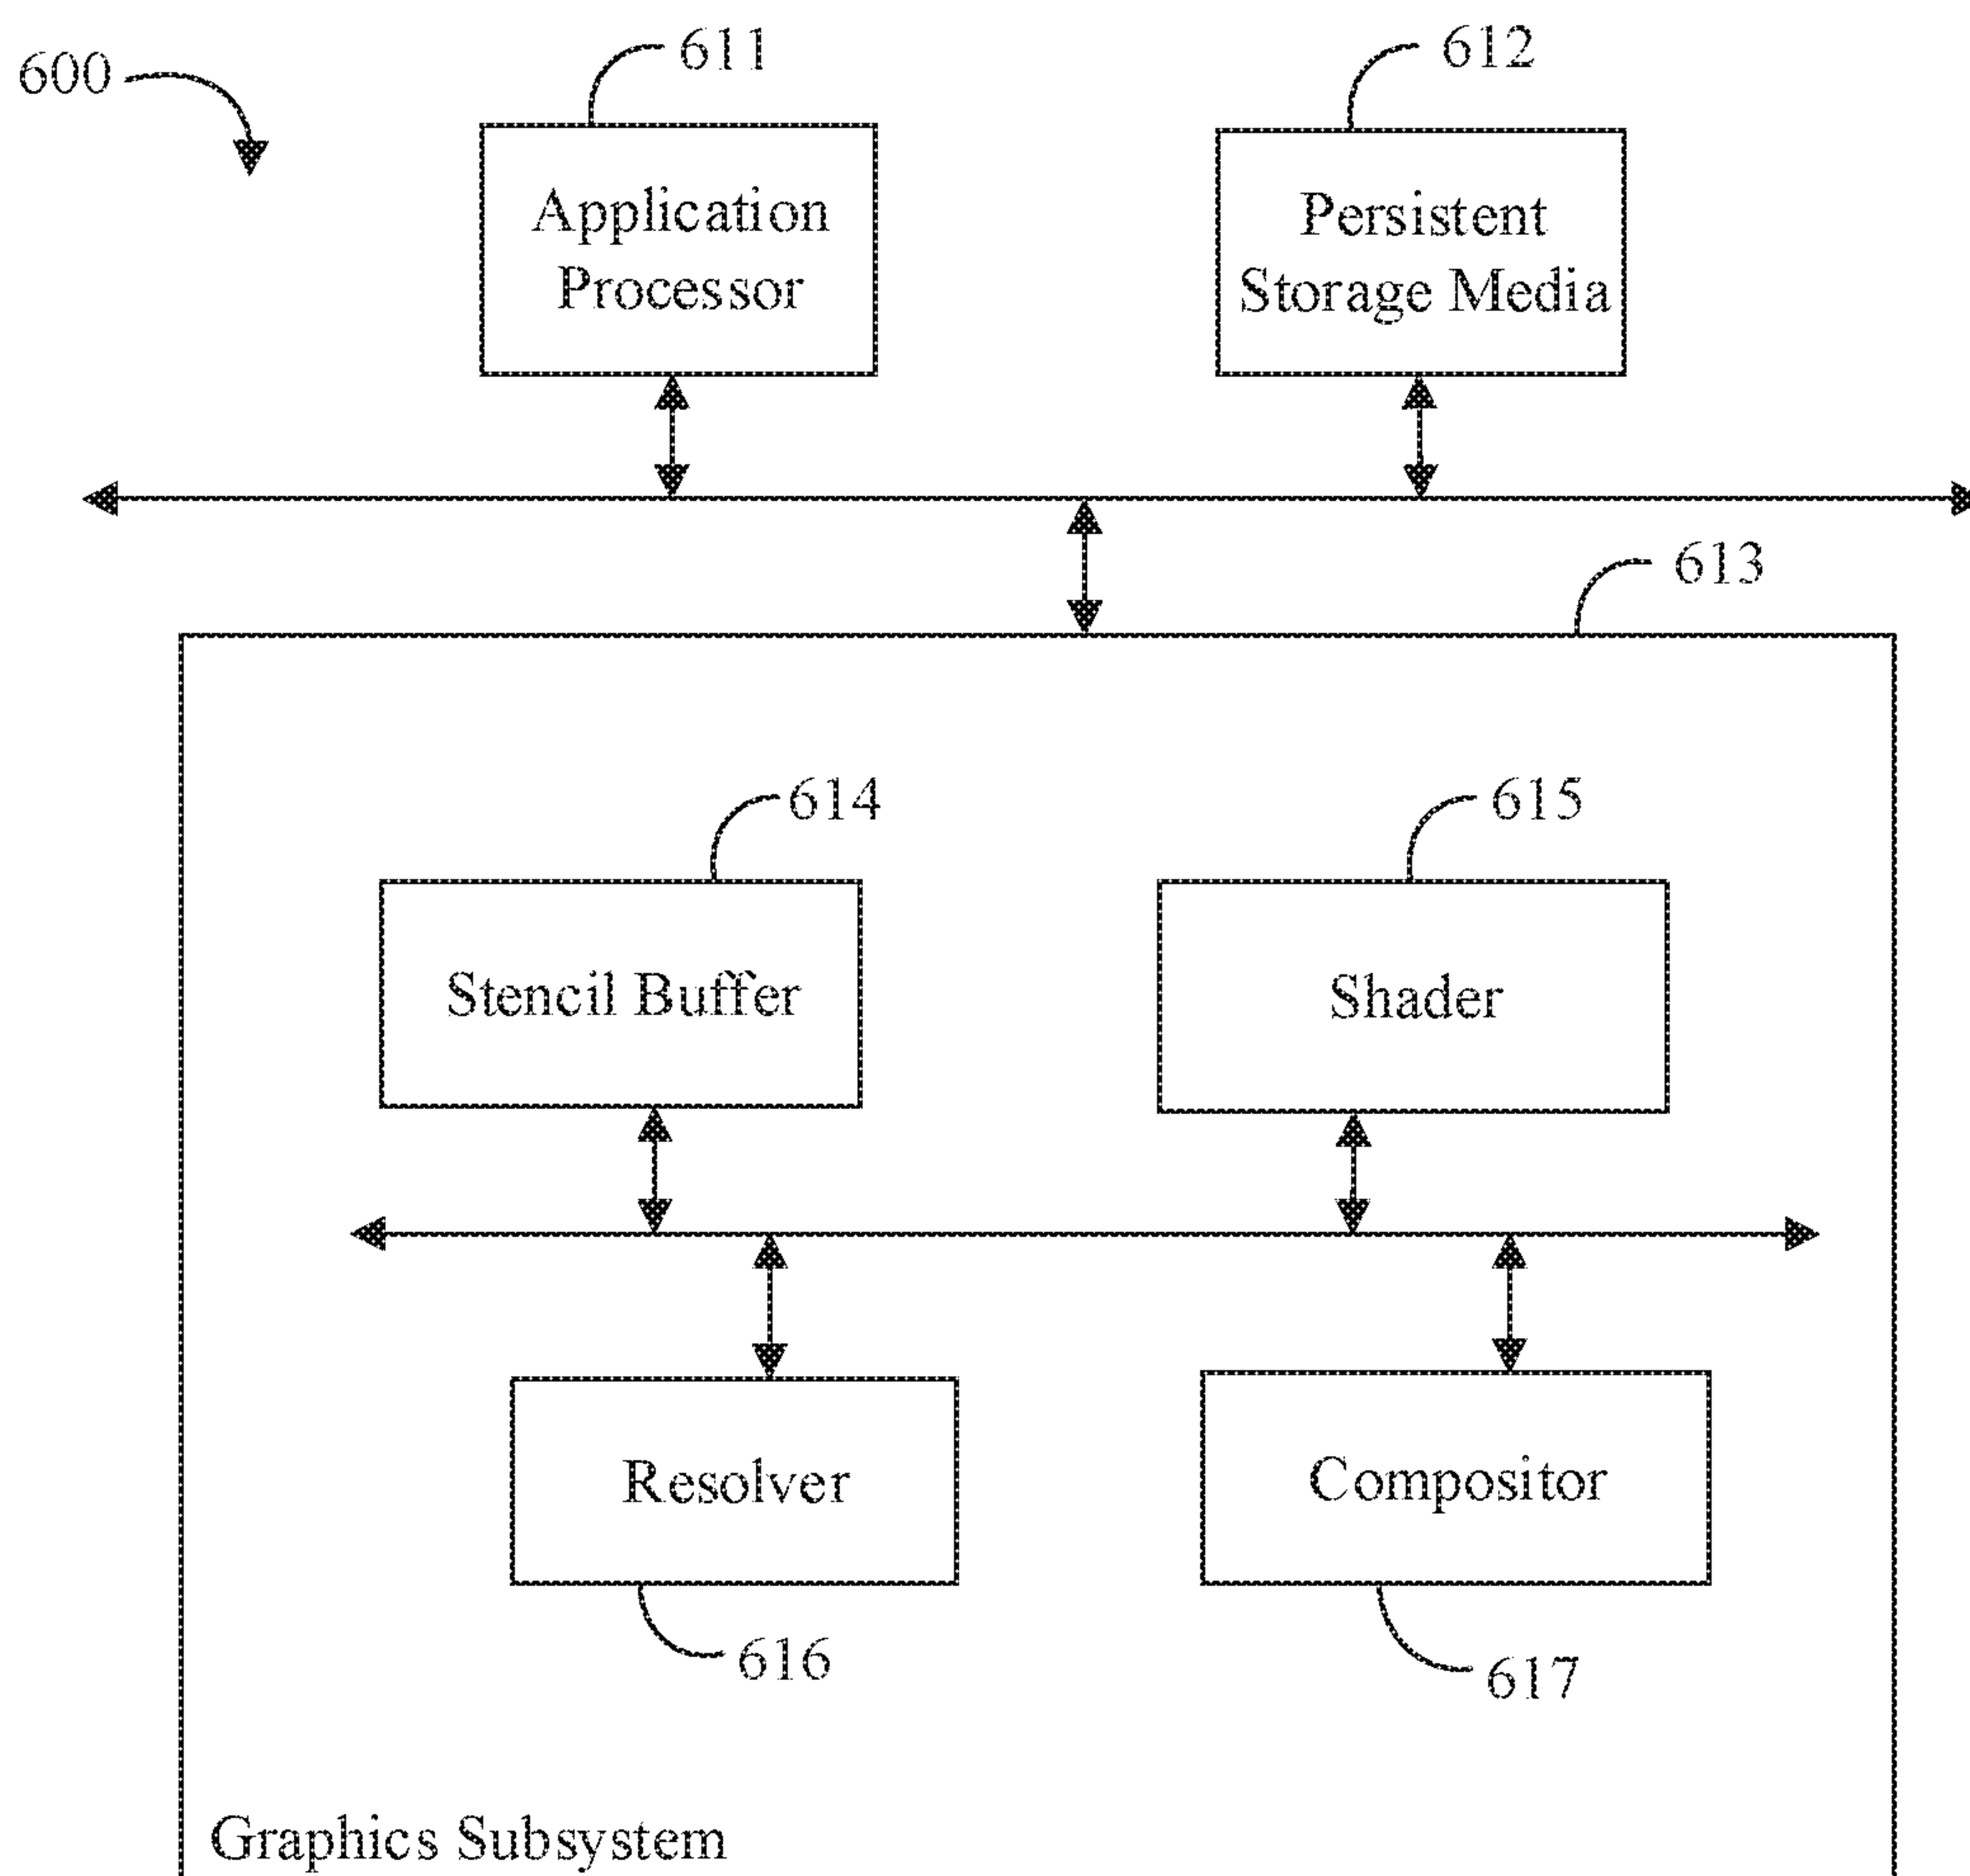 600
611
612
Application
Processor
Persistent
Storage Media
613
614
615
Stencil Buffer
Shader
Resolver
Compositor
616
617
Graphics Subsystem